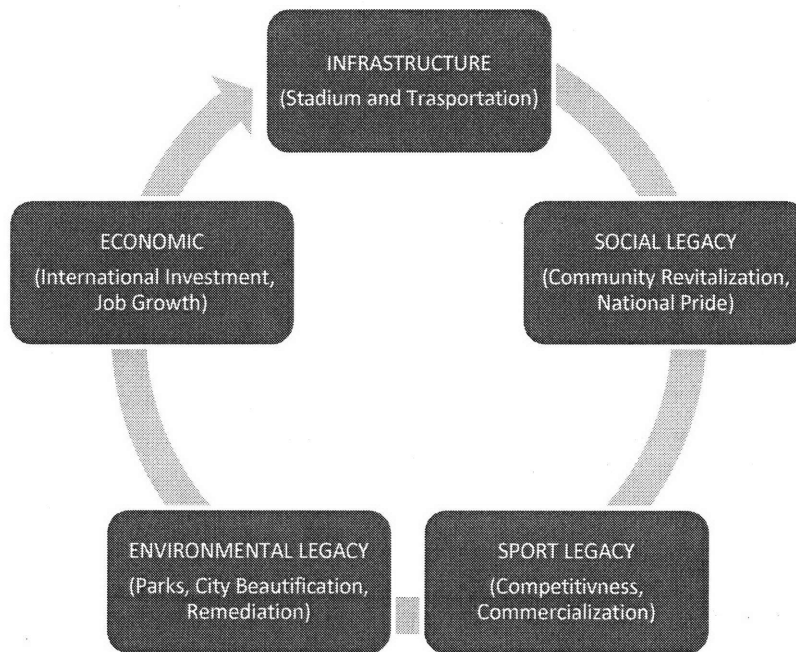 INFRASTRUCTURE
(Stadium and Trasportation)
SOCIAL LEGACY
(Community Revitalization,
National Pride)
SPORT LEGACY
(Competitivness,
Commercialization)
ENVIRONMENTAL LEGACY
(Parks, City Beautification,
Remediation)
ECONOMIC
(International Investment,
Job Growth)